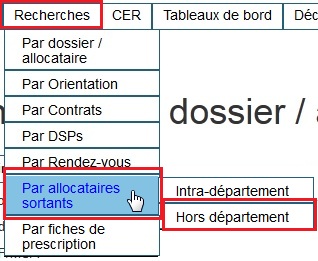 Recherches CER Tableaux de bord
Par dossier /
allocataire
Par Orientation
dossier /
Par Contrats
Par DSPs
Par Rendez-vous
Par allocataires
sortants
Intra-département
Hors département
Par fiches de
prescription